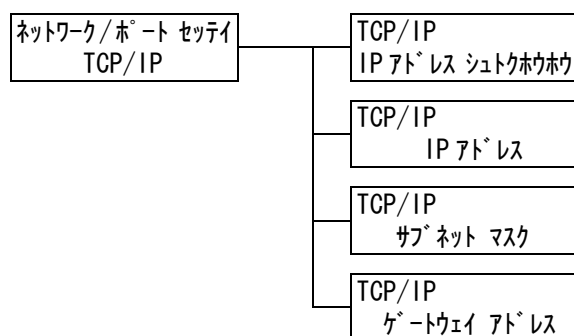 ﾈｯﾄﾜｰｸ/ﾎﾟｰﾄ ｾｯﾃｲ
TCP/IP
TCP/IP
IP ｱﾄﾞﾚｽ ｼｭﾄｸﾎｳﾎｳ
TCP/IP
IP ｱﾄﾞﾚｽ
TCP/IP
ｻﾌﾞﾈｯﾄ ﾏｽｸ
TCP/IP
ｹﾞｰﾄｳｪｲ ｱﾄﾞﾚｽ